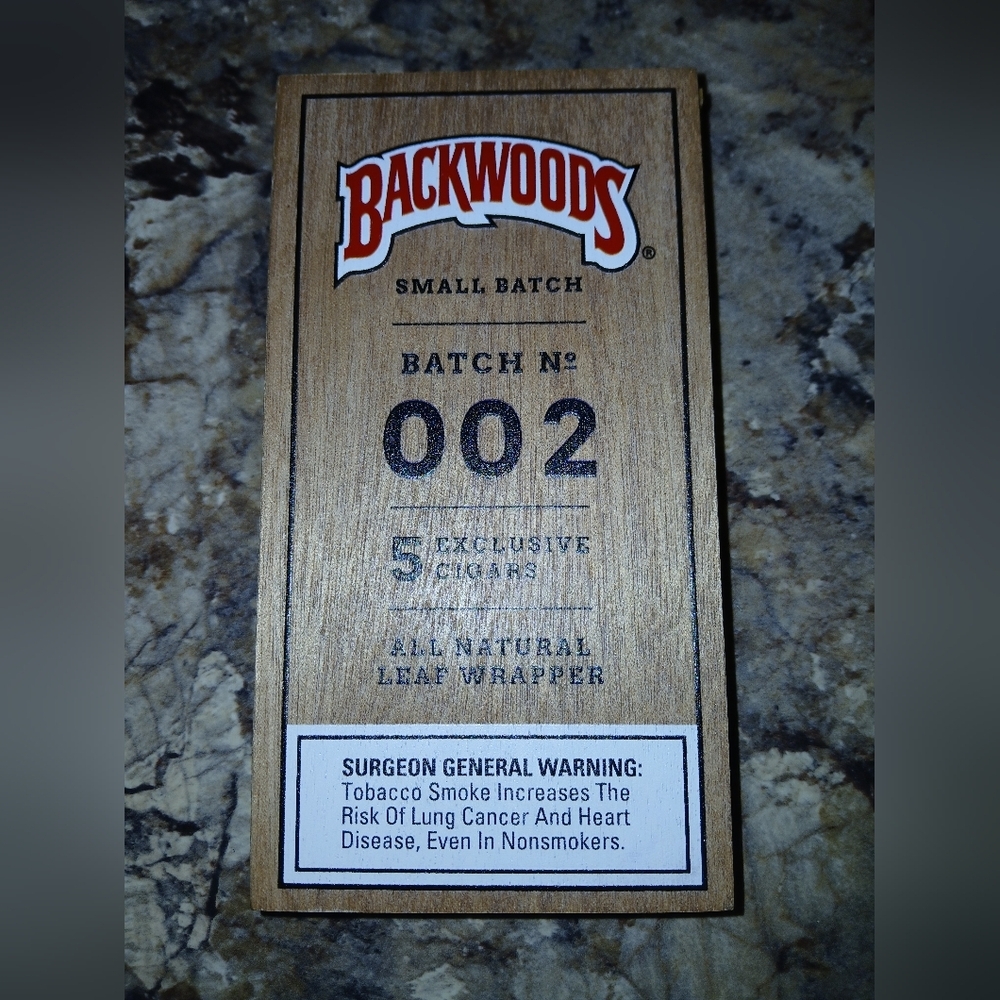 BACKWOODS®
SMALL BATCH
BATCH Nº
002
5 EXCLUSIVE
CIGARS
ALL NATURAL
LEAF WRAPPER
SURGEON GENERAL WARNING:
Tobacco Smoke Increases The
Risk Of Lung Cancer And Heart
Disease, Even In Nonsmokers.